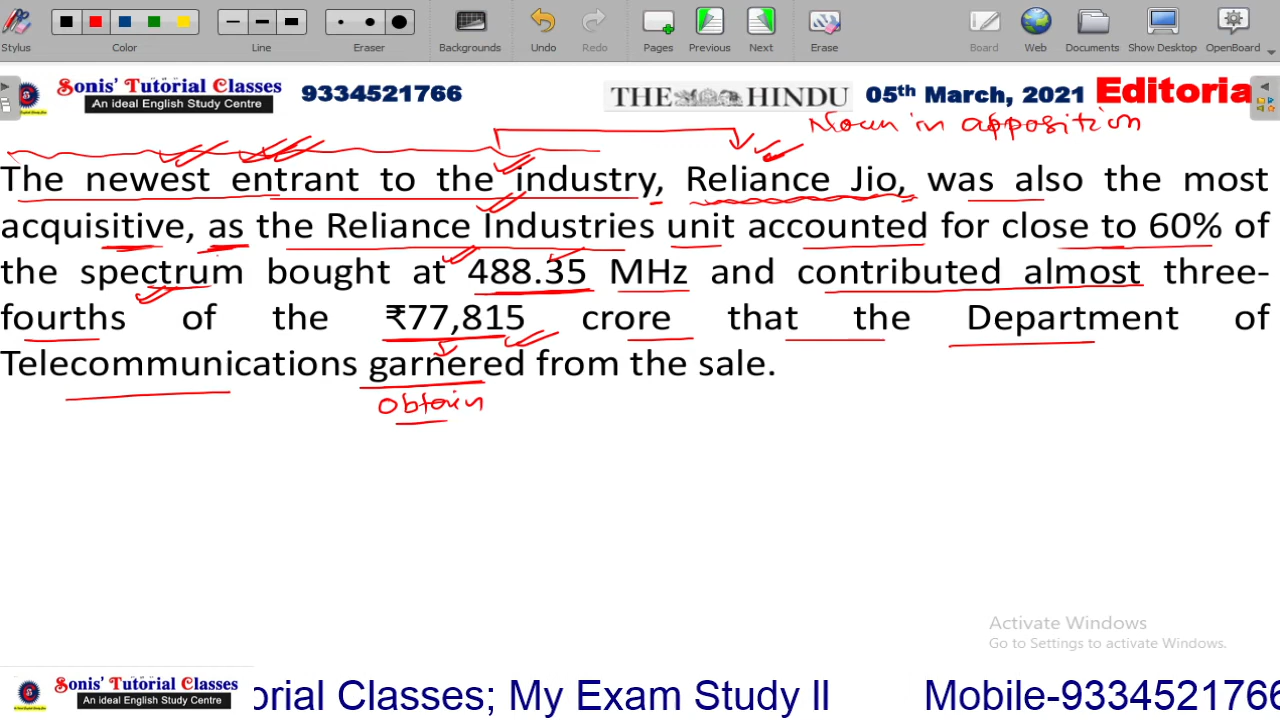 Stylus Color Line Eraser Backgrounds Undo Redo Pages Previous Next Erase Board Web Documents Show Desktop OpenBoard
Sonis' Tutorial Classes
An ideal English Study Centre
9334521766
THE HINDU
05th March, 2021
Editoria
Noun in apposition
The newest entrant to the industry, Reliance Jio, was also the most
acquisitive, as the Reliance Industries unit accounted for close to 60% of
the spectrum bought at 488.35 MHz and contributed almost three-
fourths of the ₹77,815 crore that the Department of
Telecommunications garnered from the sale.
Obtain
Activate Windows
Go to Settings to activate Windows.
Sonis' Tutorial Classes
An ideal English Study Centre
orial Classes; My Exam Study II Mobile-9334521766